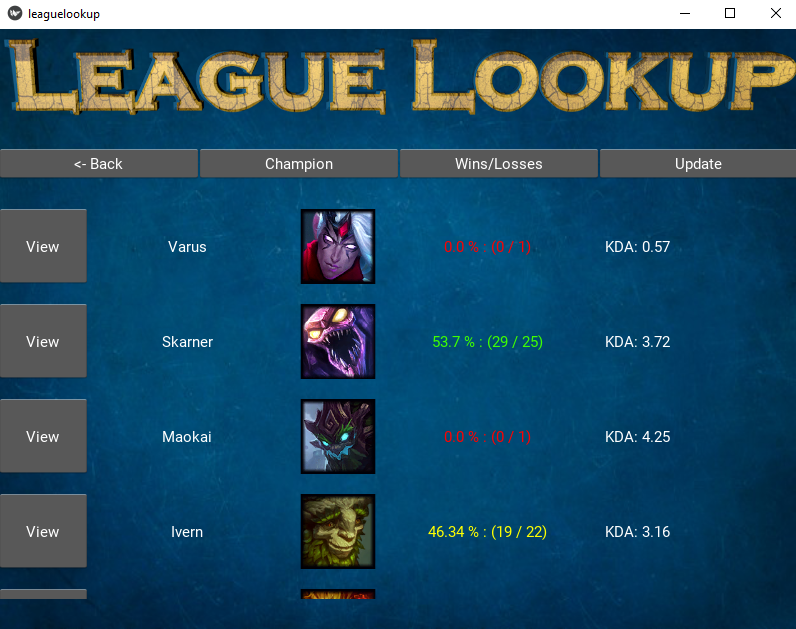 leaguelookup
League Lookup
<- Back Champion Wins/Losses Update
View Varus 0.0 % : (0 / 1) KDA: 0.57
View Skarner 53.7 % : (29 / 25) KDA: 3.72
View Maokai 0.0 % : (0 / 1) KDA: 4.25
View Ivern 46.34 % : (19 / 22) KDA: 3.16